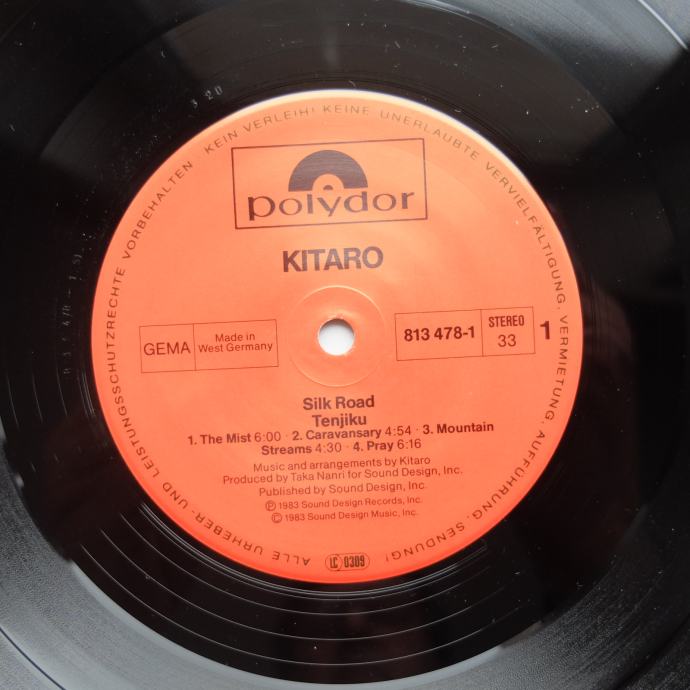 ALLE URHEBER- UND LEISTUNGSSCHUTZRECHTE VORBEHALTEN KEIN VERLEIH! KEINE UNERLAUBTE VERVIELFÄLTIGUNG, VERMIETUNG, AUFFÜHRUNG, SENDUNG!
polydor
KITARO
GEMA
Made in
West Germany
813 478-1
STEREO
33
1
Silk Road
Tenjiku
1. The Mist 6:00 · 2. Caravansary 4:54 · 3. Mountain
Streams 4:30 · 4. Pray 6:16
Music and arrangements by Kitaro
Produced by Taka Nanri for Sound Design, Inc.
Published by Sound Design, Inc.
℗ 1983 Sound Design Records, Inc.
© 1983 Sound Design Music, Inc.
LC 0309
320